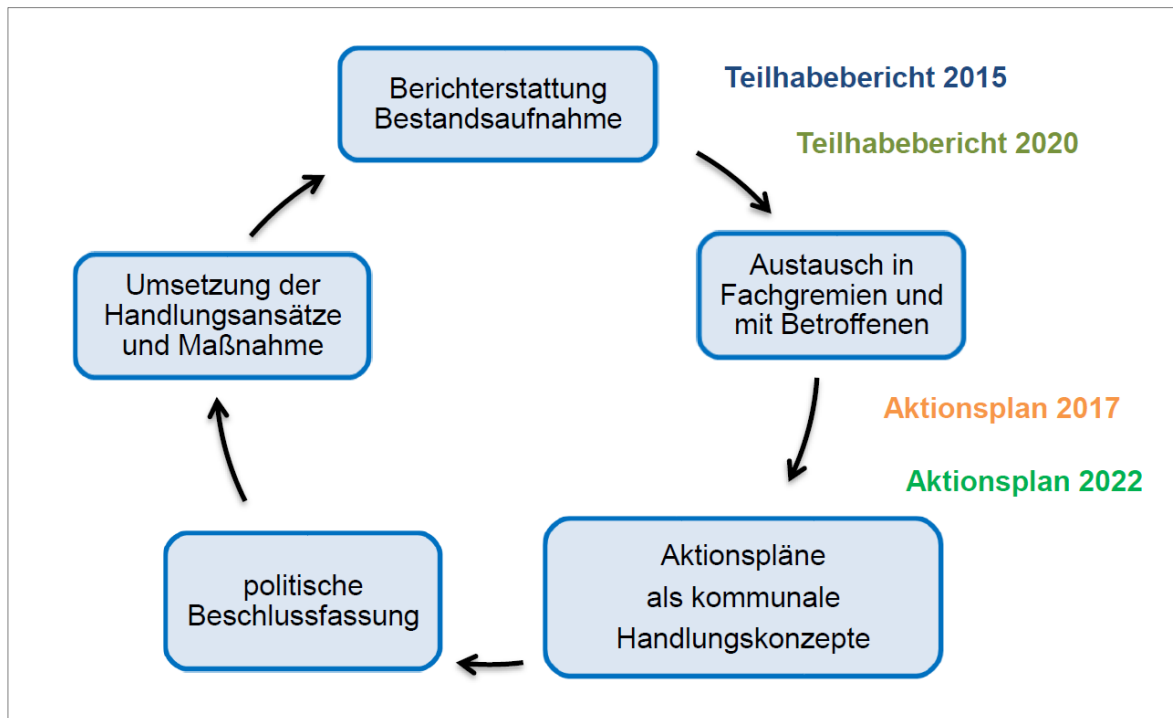 Berichterstattung
Bestandsaufnahme
Teilhabebericht 2015
Teilhabebericht 2020
Austausch in
Fachgremien und
mit Betroffenen
Aktionsplan 2017
Aktionsplan 2022
Aktionspläne
als kommunale
Handlungskonzepte
politische
Beschlussfassung
Umsetzung der
Handlungsansätze
und Maßnahme